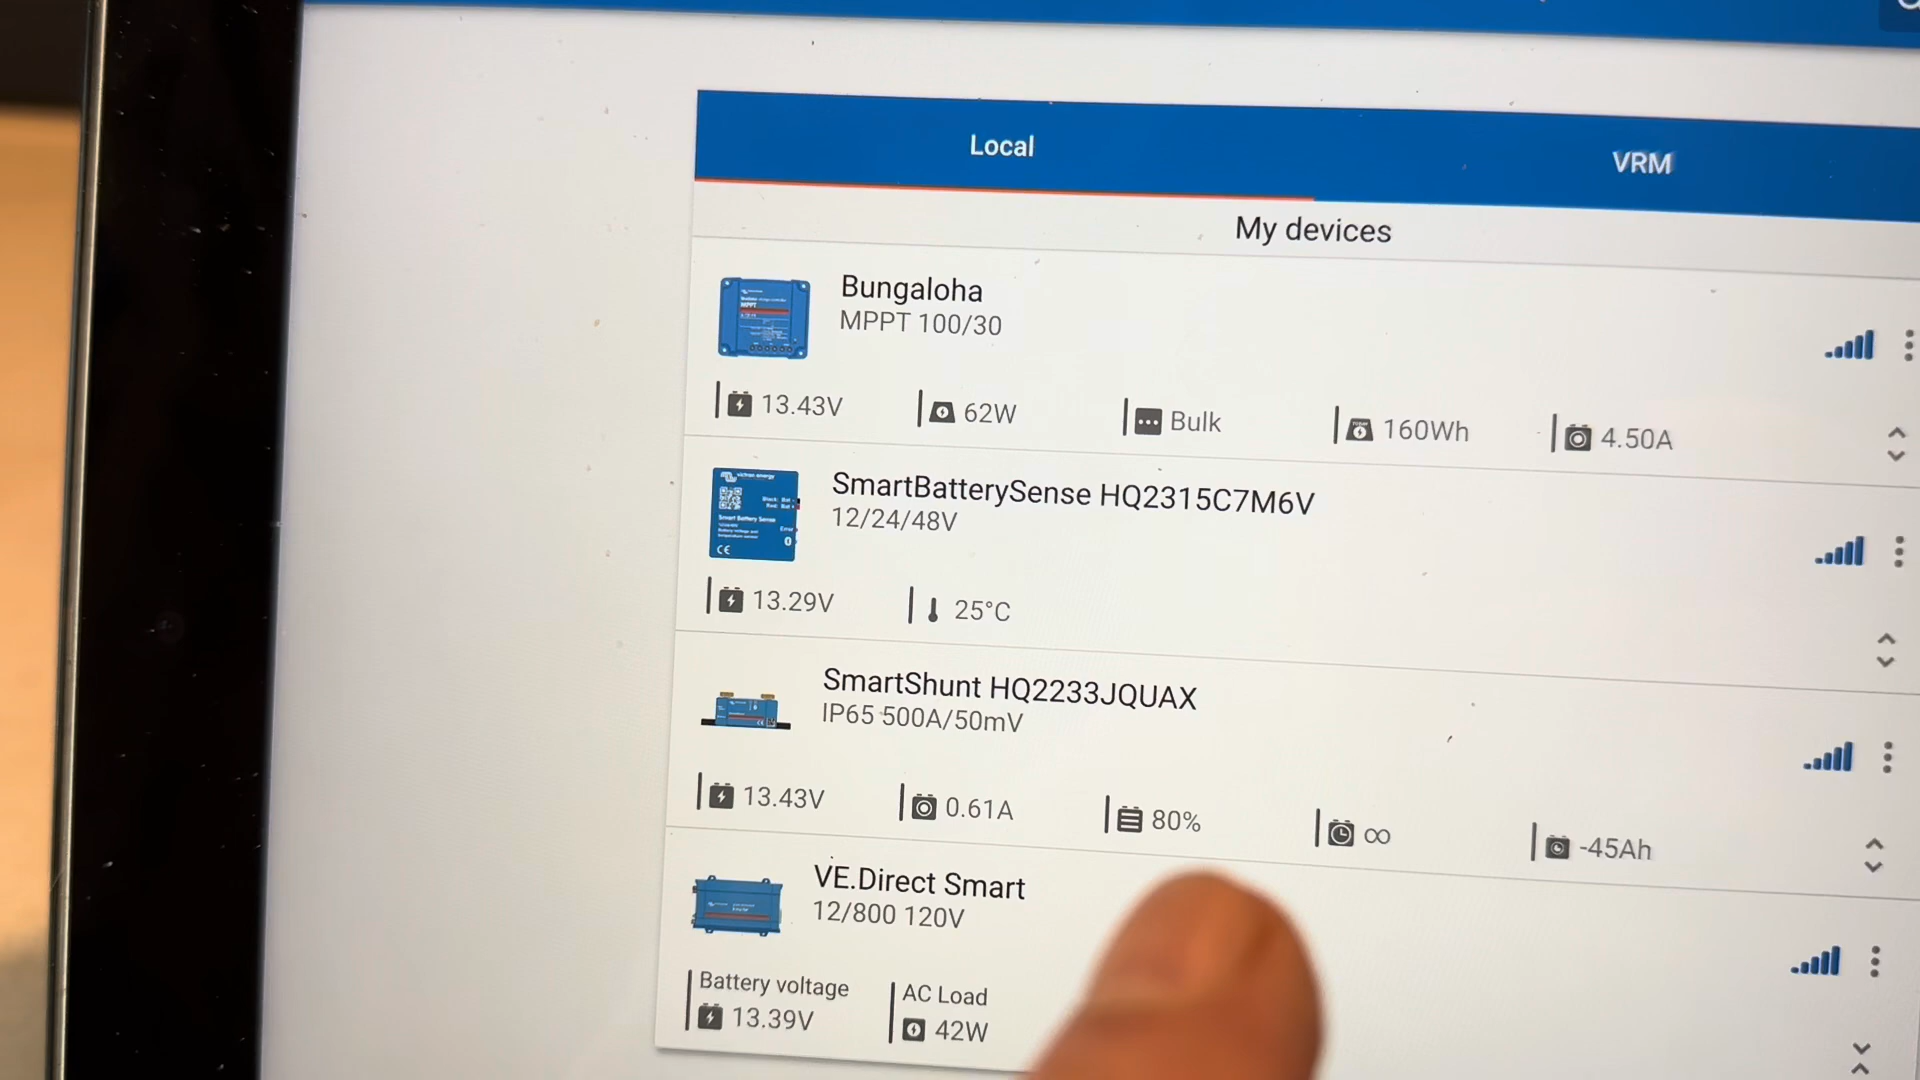 Local
VRM
My devices
Bungaloha
MPPT 100/30
13.43V
62W
Bulk
160Wh
4.50A
SmartBatterySense HQ2315C7M6V
12/24/48V
13.29V
25°C
SmartShunt HQ2233JQUAX
IP65 500A/50mV
13.43V
0.61A
80%
∞
-45Ah
VE.Direct Smart
12/800 120V
Battery voltage
13.39V
AC Load
42W